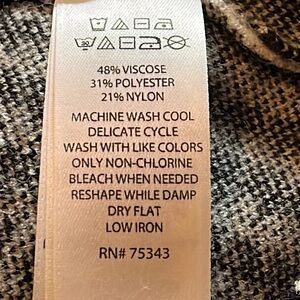 48% VISCOSE
31% POLYESTER
21% NYLON
MACHINE WASH COOL
DELICATE CYCLE
WASH WITH LIKE COLORS
ONLY NON-CHLORINE
BLEACH WHEN NEEDED
RESHAPE WHILE DAMP
DRY FLAT
LOW IRON
RN# 75343